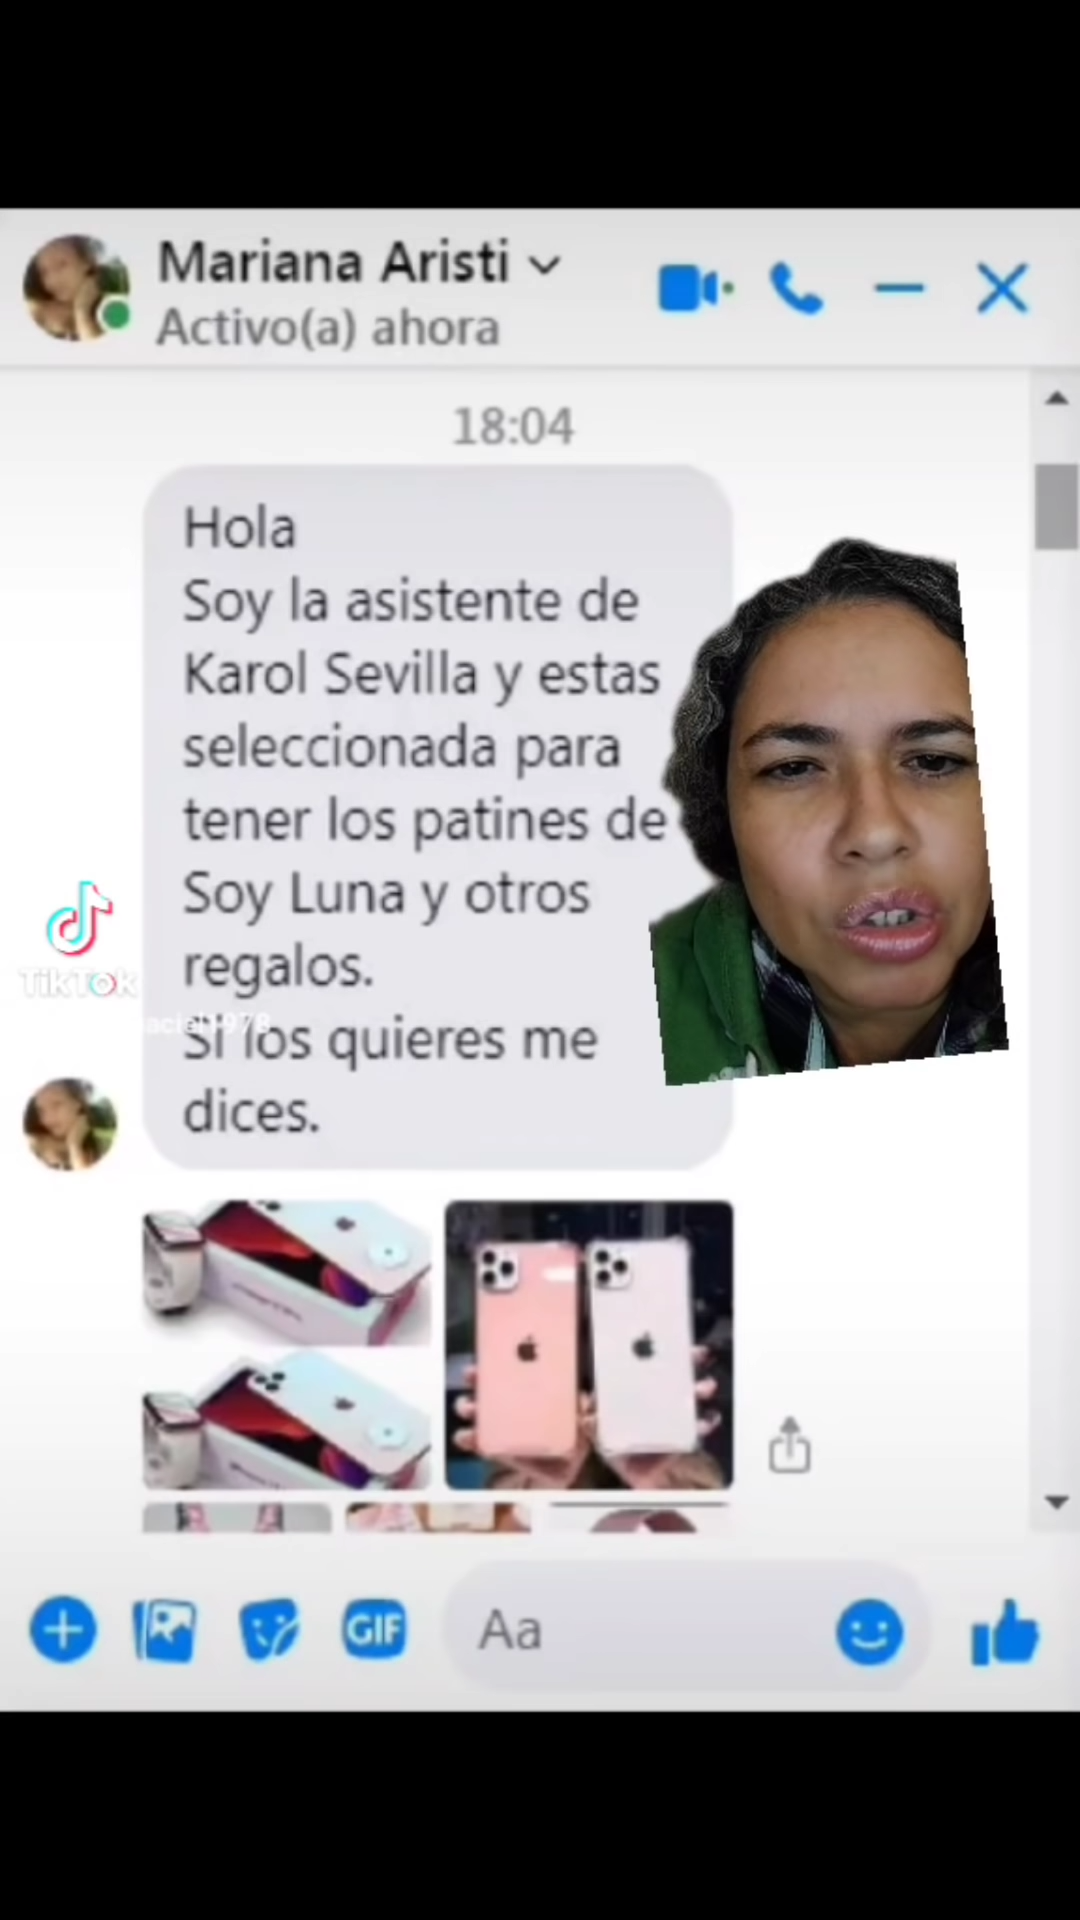 Mariana Aristi
Activo(a) ahora
18:04
Hola
Soy la asistente de
Karol Sevilla y estas
seleccionada para
tener los patines de
Soy Luna y otros
regalos.
Si los quieres me
dices.
TikTok
GIF
Aa